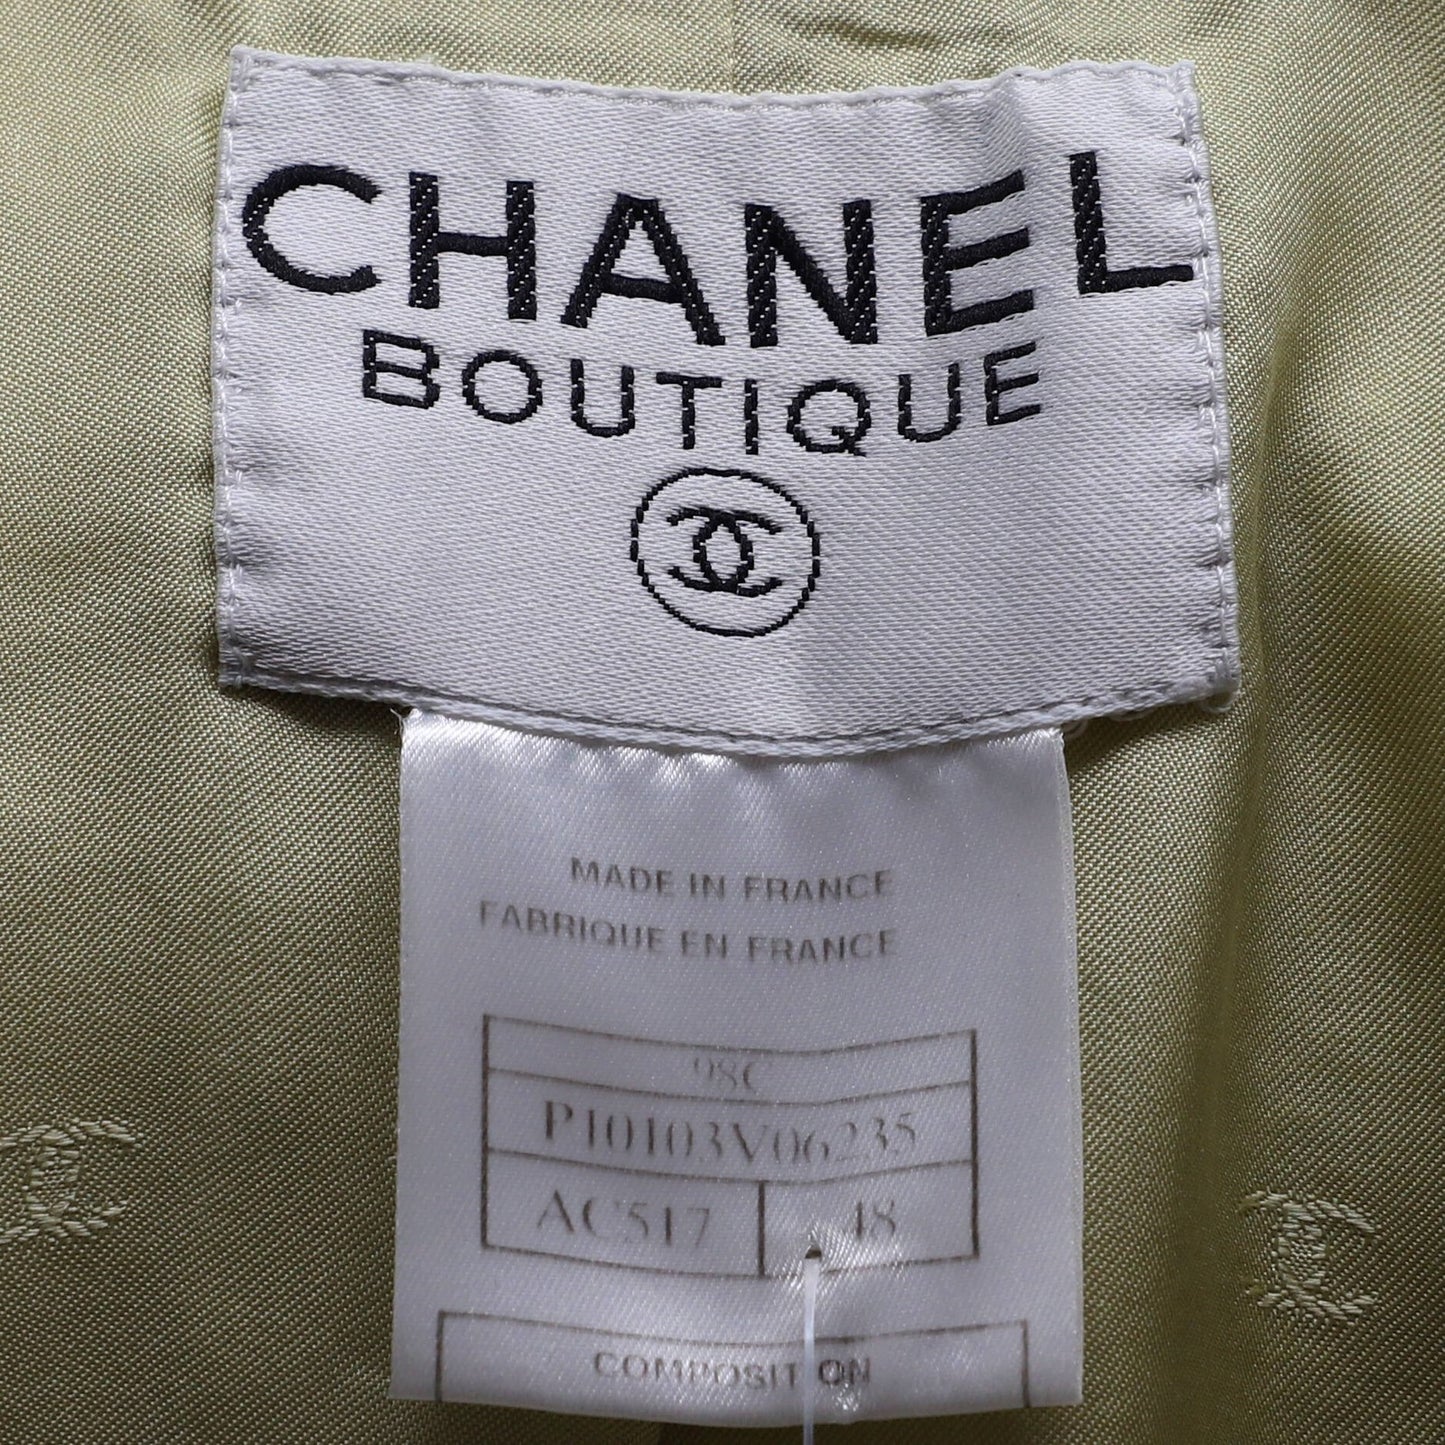 CHANEL
BOUTIQUE
MADE IN FRANCE
FABRIQUE EN FRANCE
98C
P10103V06235
AC517 48
COMPOSITION